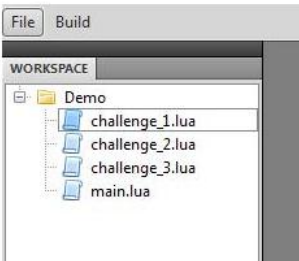 File Build
WORKSPACE
Demo
challenge_1.lua
challenge_2.lua
challenge_3.lua
main.lua